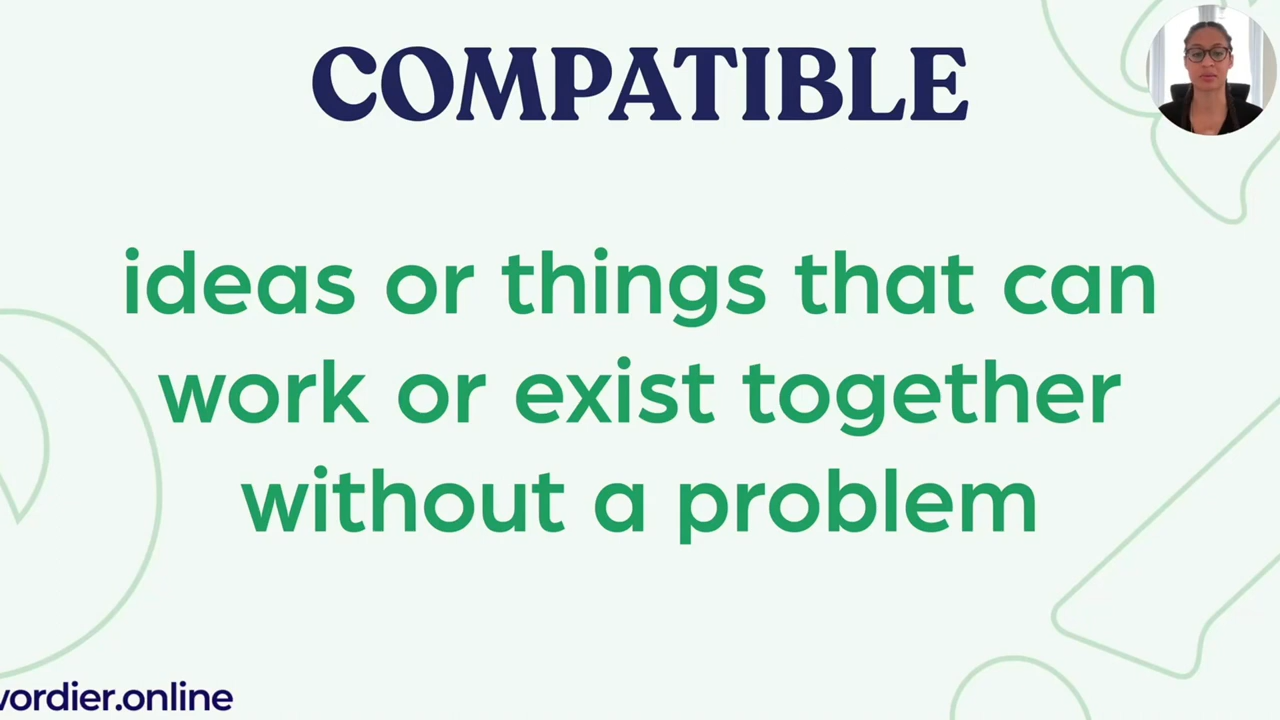 COMPATIBLE
ideas or things that can
work or exist together
without a problem
vordier.online